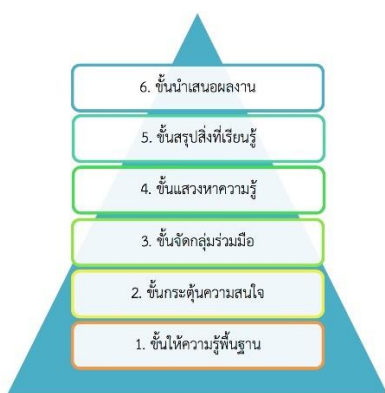 6. ขั้นนำเสนอผลงาน
5. ขั้นสรุปสิ่งที่เรียนรู้
4. ขั้นแสวงหาความรู้
3. ขั้นจัดกลุ่มร่วมมือ
2. ขั้นกระตุ้นความสนใจ
1. ขั้นให้ความรู้พื้นฐาน